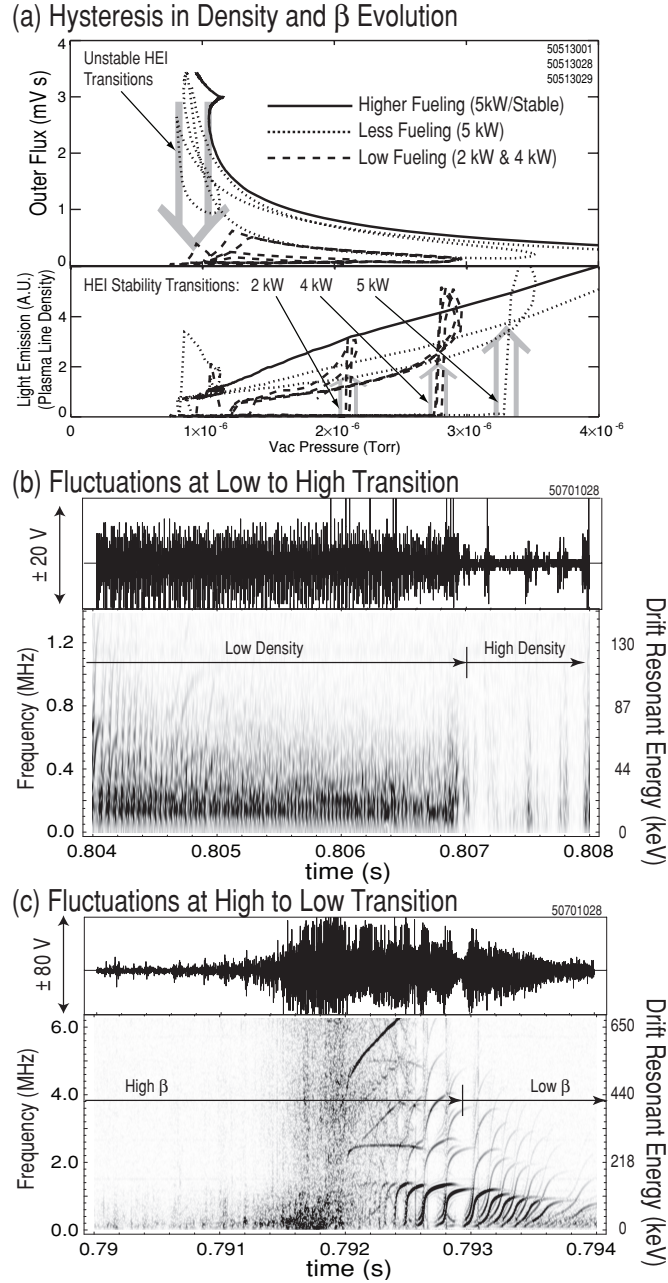 (a) Hysteresis in Density and β Evolution
50513001
50513028
50513029
Unstable HEI
Transitions
Higher Fueling (5kW/Stable)
Less Fueling (5 kW)
Low Fueling (2 kW & 4 kW)
Outer Flux (mV s)
4
3
2
1
0
HEI Stability Transitions: 2 kW 4 kW 5 kW
Light Emission (A.U.)
(Plasma Line Density)
4
2
0
0 1×10⁻⁶ 2×10⁻⁶ 3×10⁻⁶ 4×10⁻⁶
Vac Pressure (Torr)
(b) Fluctuations at Low to High Transition
50701028
± 20 V
Low Density High Density
Frequency (MHz)
1.2
0.8
0.4
0.0
Drift Resonant Energy (keV)
130
87
44
0
0.804 0.805 0.806 0.807 0.808
time (s)
(c) Fluctuations at High to Low Transition
50701028
± 80 V
High β Low β
Frequency (MHz)
6.0
4.0
2.0
0.0
Drift Resonant Energy (keV)
650
440
218
0
0.79 0.791 0.792 0.793 0.794
time (s)